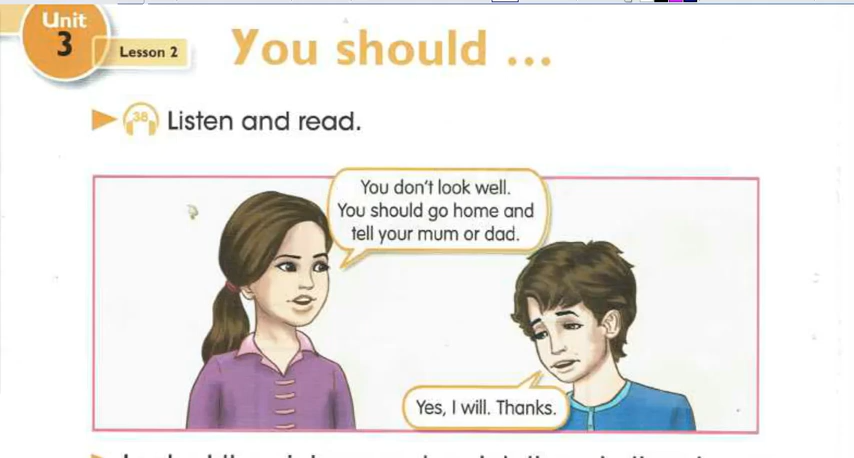 Unit
3
Lesson 2
You should ...
38
Listen and read.
You don't look well.
You should go home and
tell your mum or dad.
Yes, I will. Thanks.